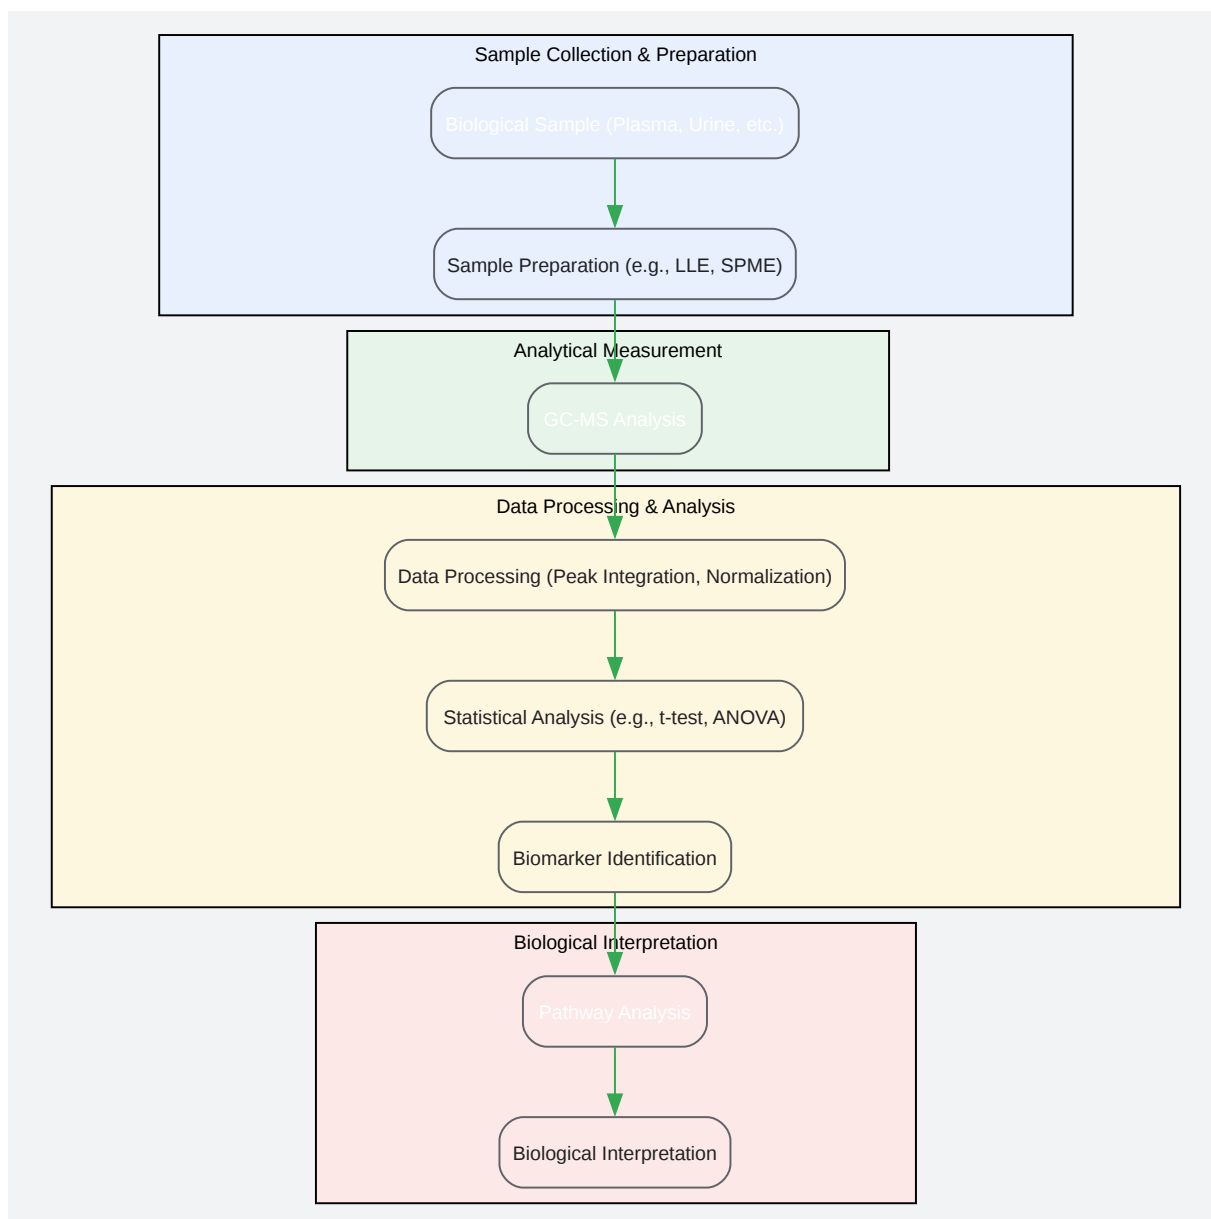 Sample Collection & Preparation
Biological Sample (Plasma, Urine, etc.)
Sample Preparation (e.g., LLE, SPME)
Analytical Measurement
GC-MS Analysis
Data Processing & Analysis
Data Processing (Peak Integration, Normalization)
Statistical Analysis (e.g., t-test, ANOVA)
Biomarker Identification
Biological Interpretation
Pathway Analysis
Biological Interpretation